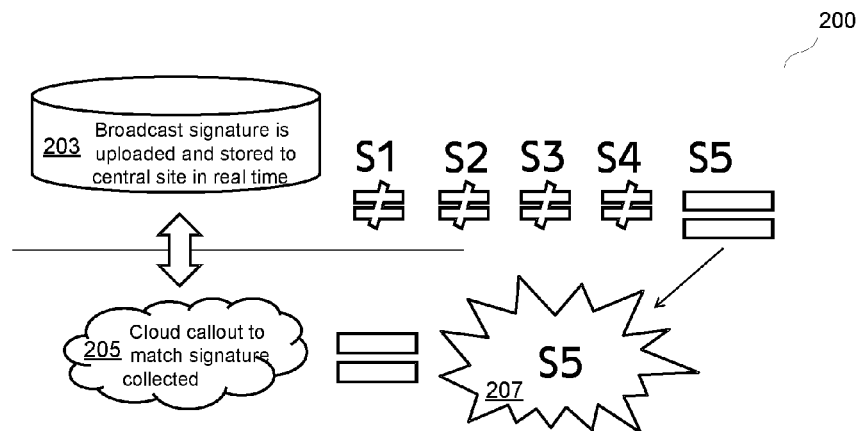 200
203 Broadcast signature is
uploaded and stored to
central site in real time
S1 S2 S3 S4 S5
205 Cloud callout to
match signature
collected
S5
207